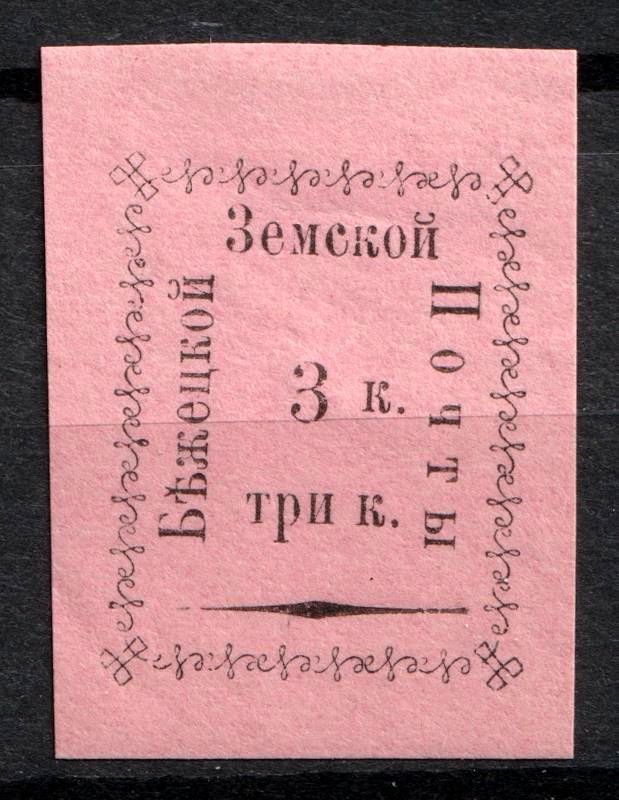 Бѣжецкой
Земской
Почты
3 к.
три к.